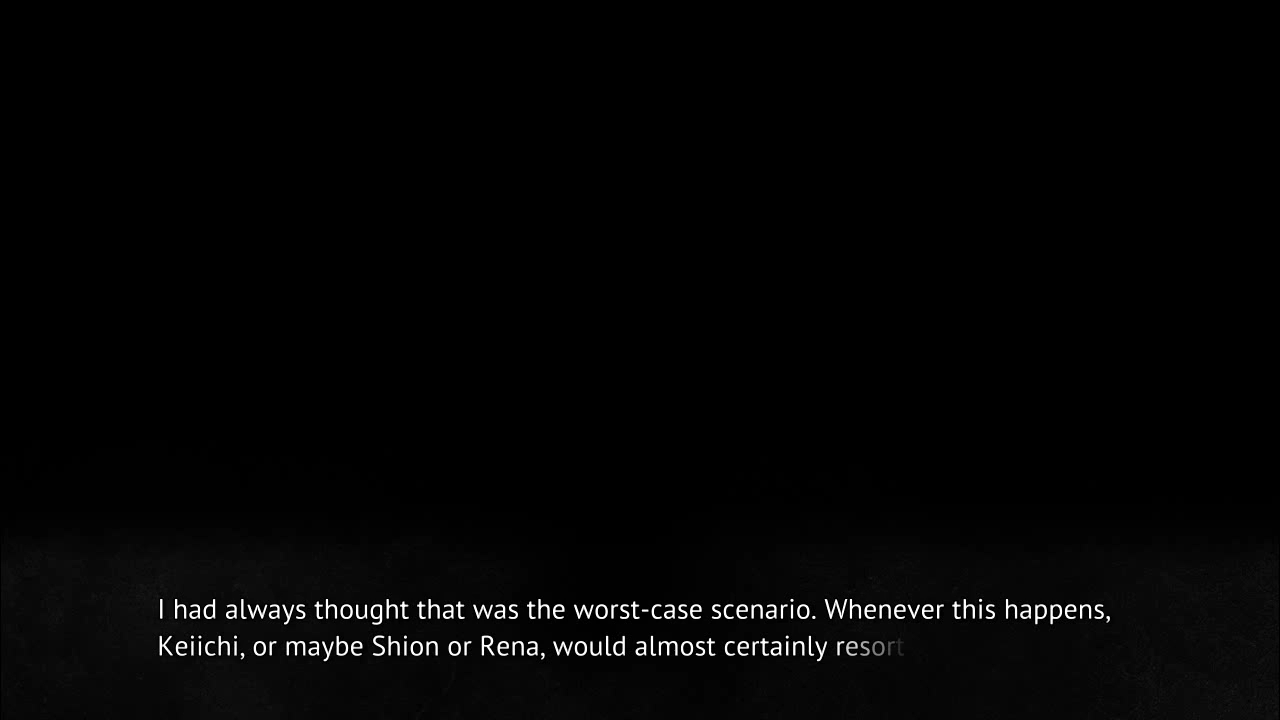 I had always thought that was the worst-case scenario. Whenever this happens,
Keiichi, or maybe Shion or Rena, would almost certainly resort